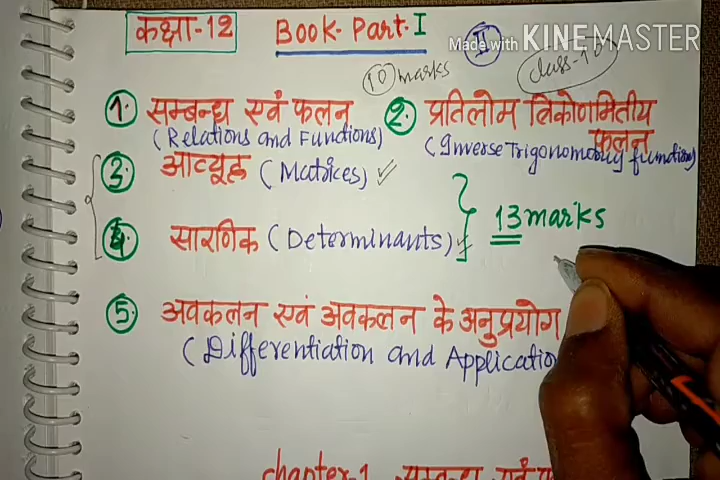 कक्षा-12 Book-Part-I II
Made with KINEMASTER
10 marks
① सम्बन्ध एवं फलन ② प्रतिलोम त्रिकोणमितीय फलन
(Relations and Functions) (Inverse Trigonometry functions)
③ आव्यूह (Matrices) ✓
④ सारणिक (Determinants) ✓
13 marks
⑤ अवकलन एवं अवकलन के अनुप्रयोग
(Differentiation and Application
chapter-1